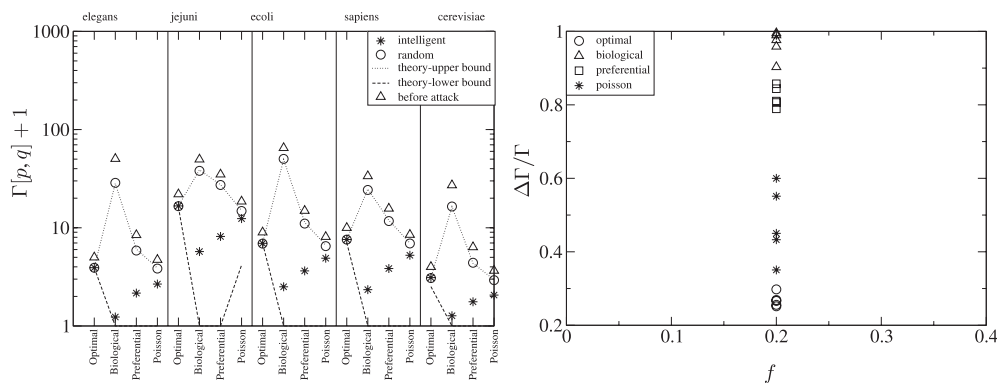 elegans jejuni ecoli sapiens cerevisiae
1000
100
10
1
Γ[p, q] + 1
intelligent
random
theory-upper bound
theory-lower bound
before attack
Optimal
Biological
Preferential
Poisson
Optimal
Biological
Preferential
Poisson
Optimal
Biological
Preferential
Poisson
Optimal
Biological
Preferential
Poisson
Optimal
Biological
Preferential
Poisson
1
0.8
0.6
0.4
0.2
ΔΓ/Γ
optimal
biological
preferential
poisson
0 0.1 0.2 0.3 0.4
f